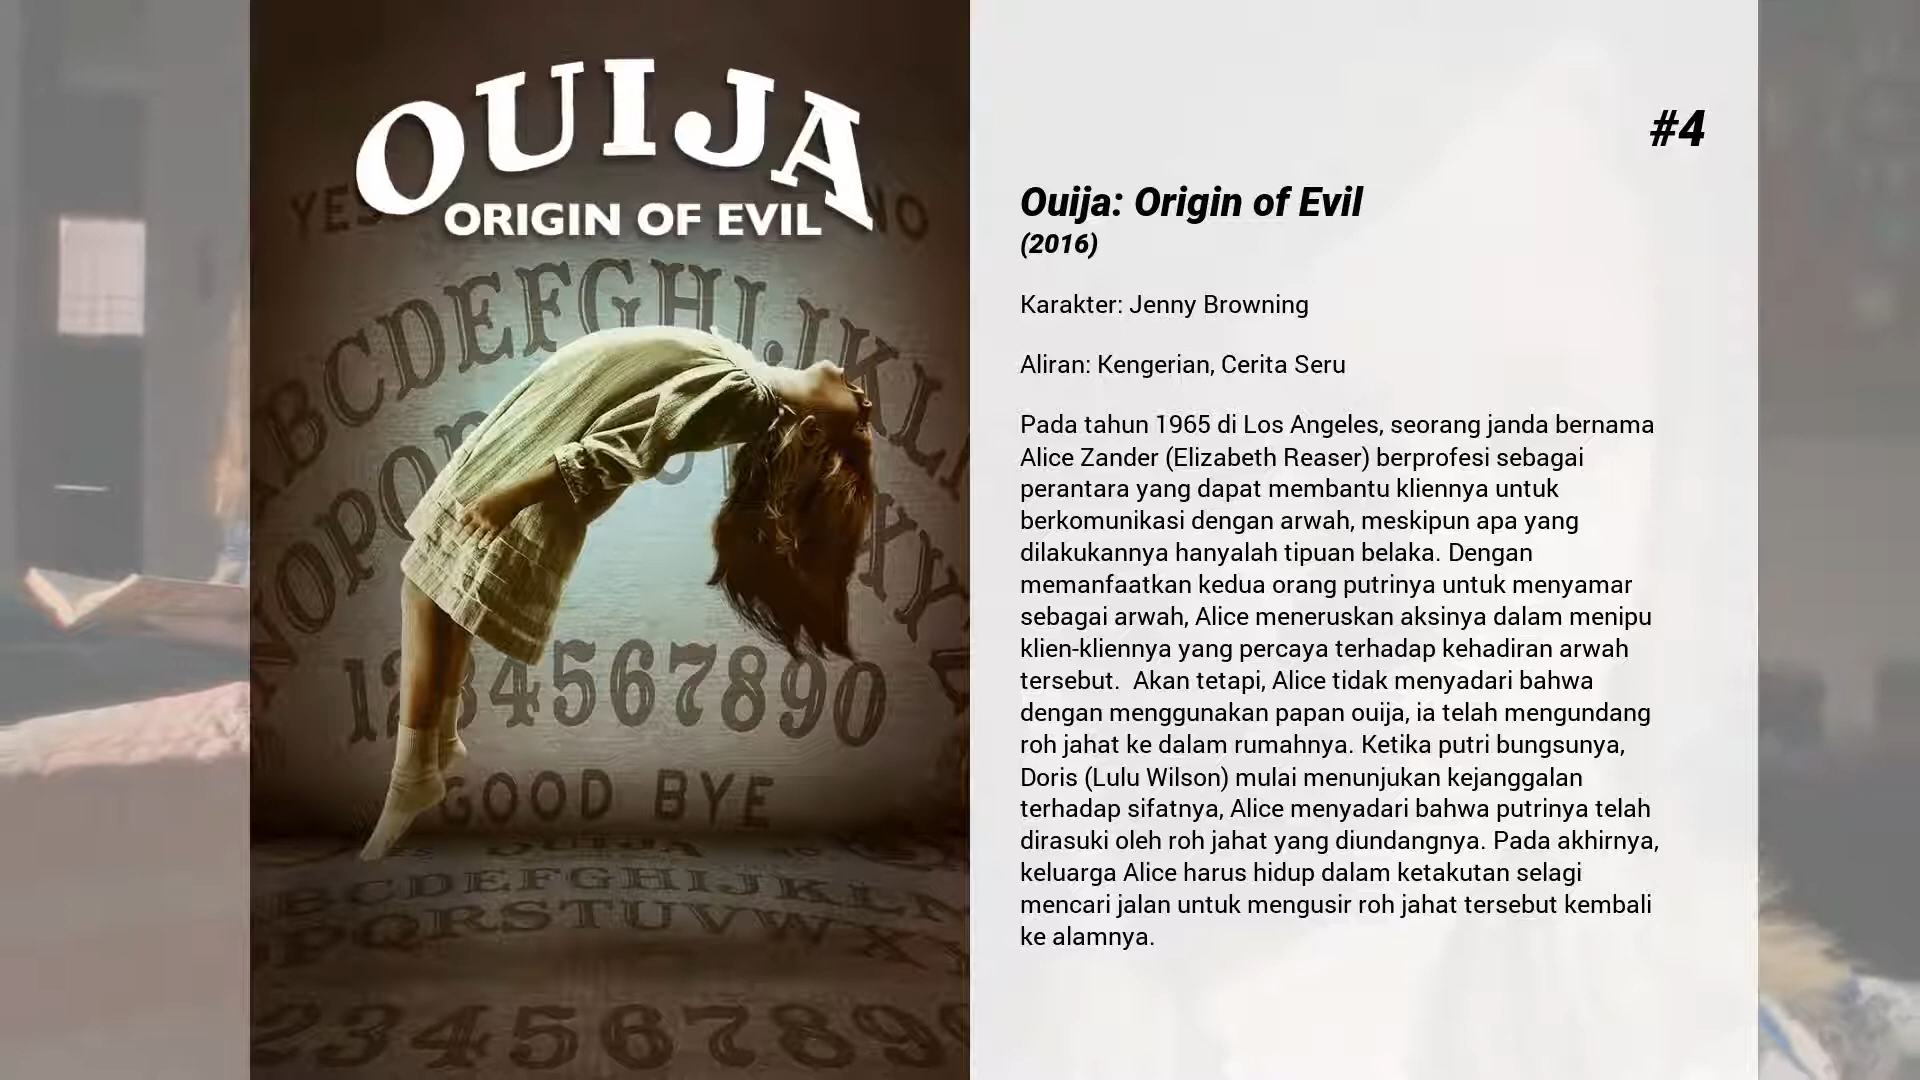 OUIJA
ORIGIN OF EVIL
YES NO
ABCDEFGHIJKL
1234567890
GOOD BYE
OUIJA
BCDEFGHIJKLN
PQRSTUVWXY
234567890
#4
Ouija: Origin of Evil
(2016)
Karakter: Jenny Browning
Aliran: Kengerian, Cerita Seru
Pada tahun 1965 di Los Angeles, seorang janda bernama
Alice Zander (Elizabeth Reaser) berprofesi sebagai
perantara yang dapat membantu kliennya untuk
berkomunikasi dengan arwah, meskipun apa yang
dilakukannya hanyalah tipuan belaka. Dengan
memanfaatkan kedua orang putrinya untuk menyamar
sebagai arwah, Alice meneruskan aksinya dalam menipu
klien-kliennya yang percaya terhadap kehadiran arwah
tersebut.  Akan tetapi, Alice tidak menyadari bahwa
dengan menggunakan papan ouija, ia telah mengundang
roh jahat ke dalam rumahnya. Ketika putri bungsunya,
Doris (Lulu Wilson) mulai menunjukan kejanggalan
terhadap sifatnya, Alice menyadari bahwa putrinya telah
dirasuki oleh roh jahat yang diundangnya. Pada akhirnya,
keluarga Alice harus hidup dalam ketakutan selagi
mencari jalan untuk mengusir roh jahat tersebut kembali
ke alamnya.